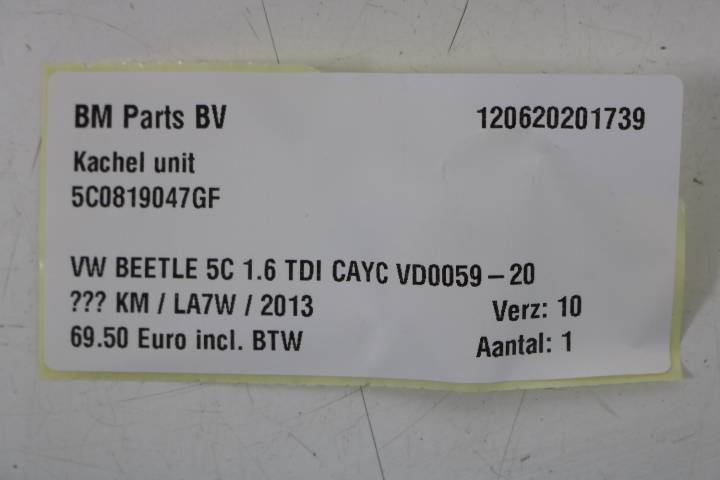 BM Parts BV 120620201739
Kachel unit
5C0819047GF
VW BEETLE 5C 1.6 TDI CAYC VD0059 – 20
??? KM / LA7W / 2013 Verz: 10
69.50 Euro incl. BTW Aantal: 1